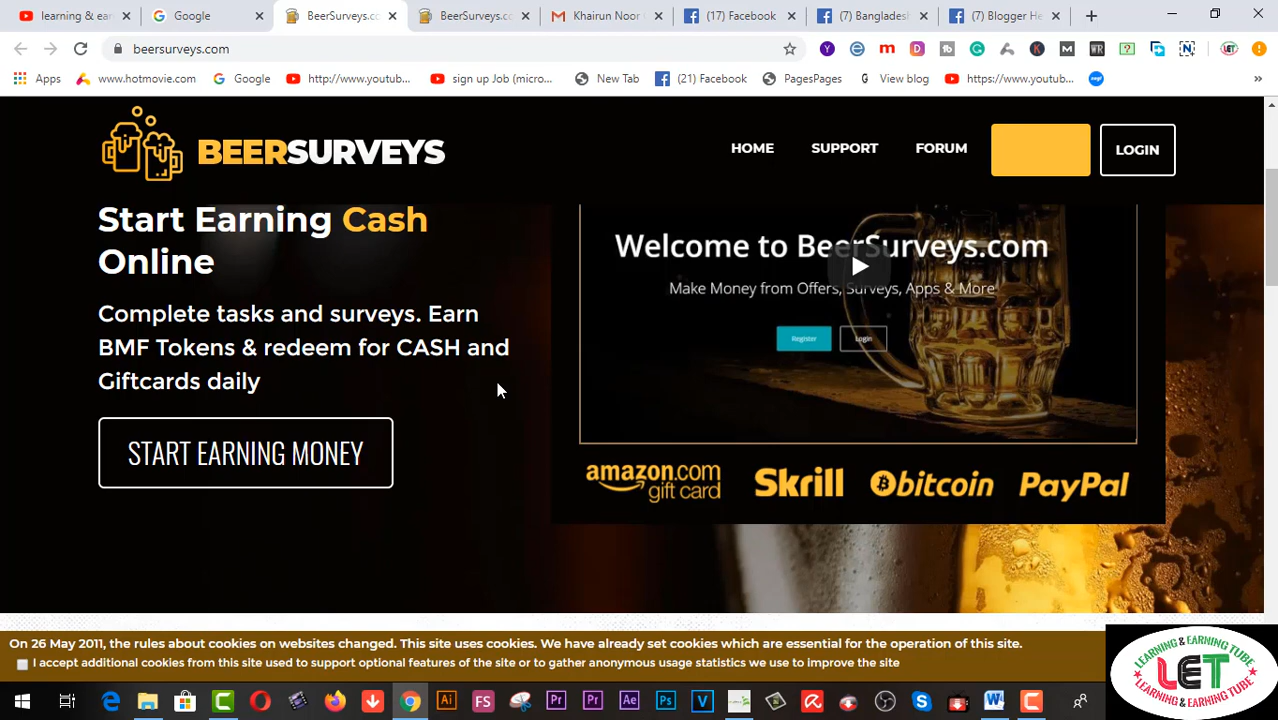 learning & ea
Google
BeerSurveys.co
BeerSurveys.co
Khairun Noor
(17) Facebook
(7) Bangladesh
(7) Blogger He
beersurveys.com
Apps
www.hotmovie.com
Google
http://www.youtub...
sign up Job (micro...
New Tab
(21) Facebook
PagesPages
View blog
https://www.youtub...
BEERSURVEYS
HOME
SUPPORT
FORUM
LOGIN
Start Earning Cash
Online
Complete tasks and surveys. Earn
BMF Tokens & redeem for CASH and
Giftcards daily
START EARNING MONEY
Welcome to BeerSurveys.com
Make Money from Offers, Surveys, Apps & More
Register
Login
amazon.com
gift card
Skrill
bitcoin
PayPal
On 26 May 2011, the rules about cookies on websites changed. This site uses cookies. We have already set cookies which are essential for the operation of this site.
I accept additional cookies from this site used to support optional features of the site or to gather anonymous usage statistics we use to improve the site
LEARNING & EARNING TUBE
LET
LEARNING & EARNING TUBE